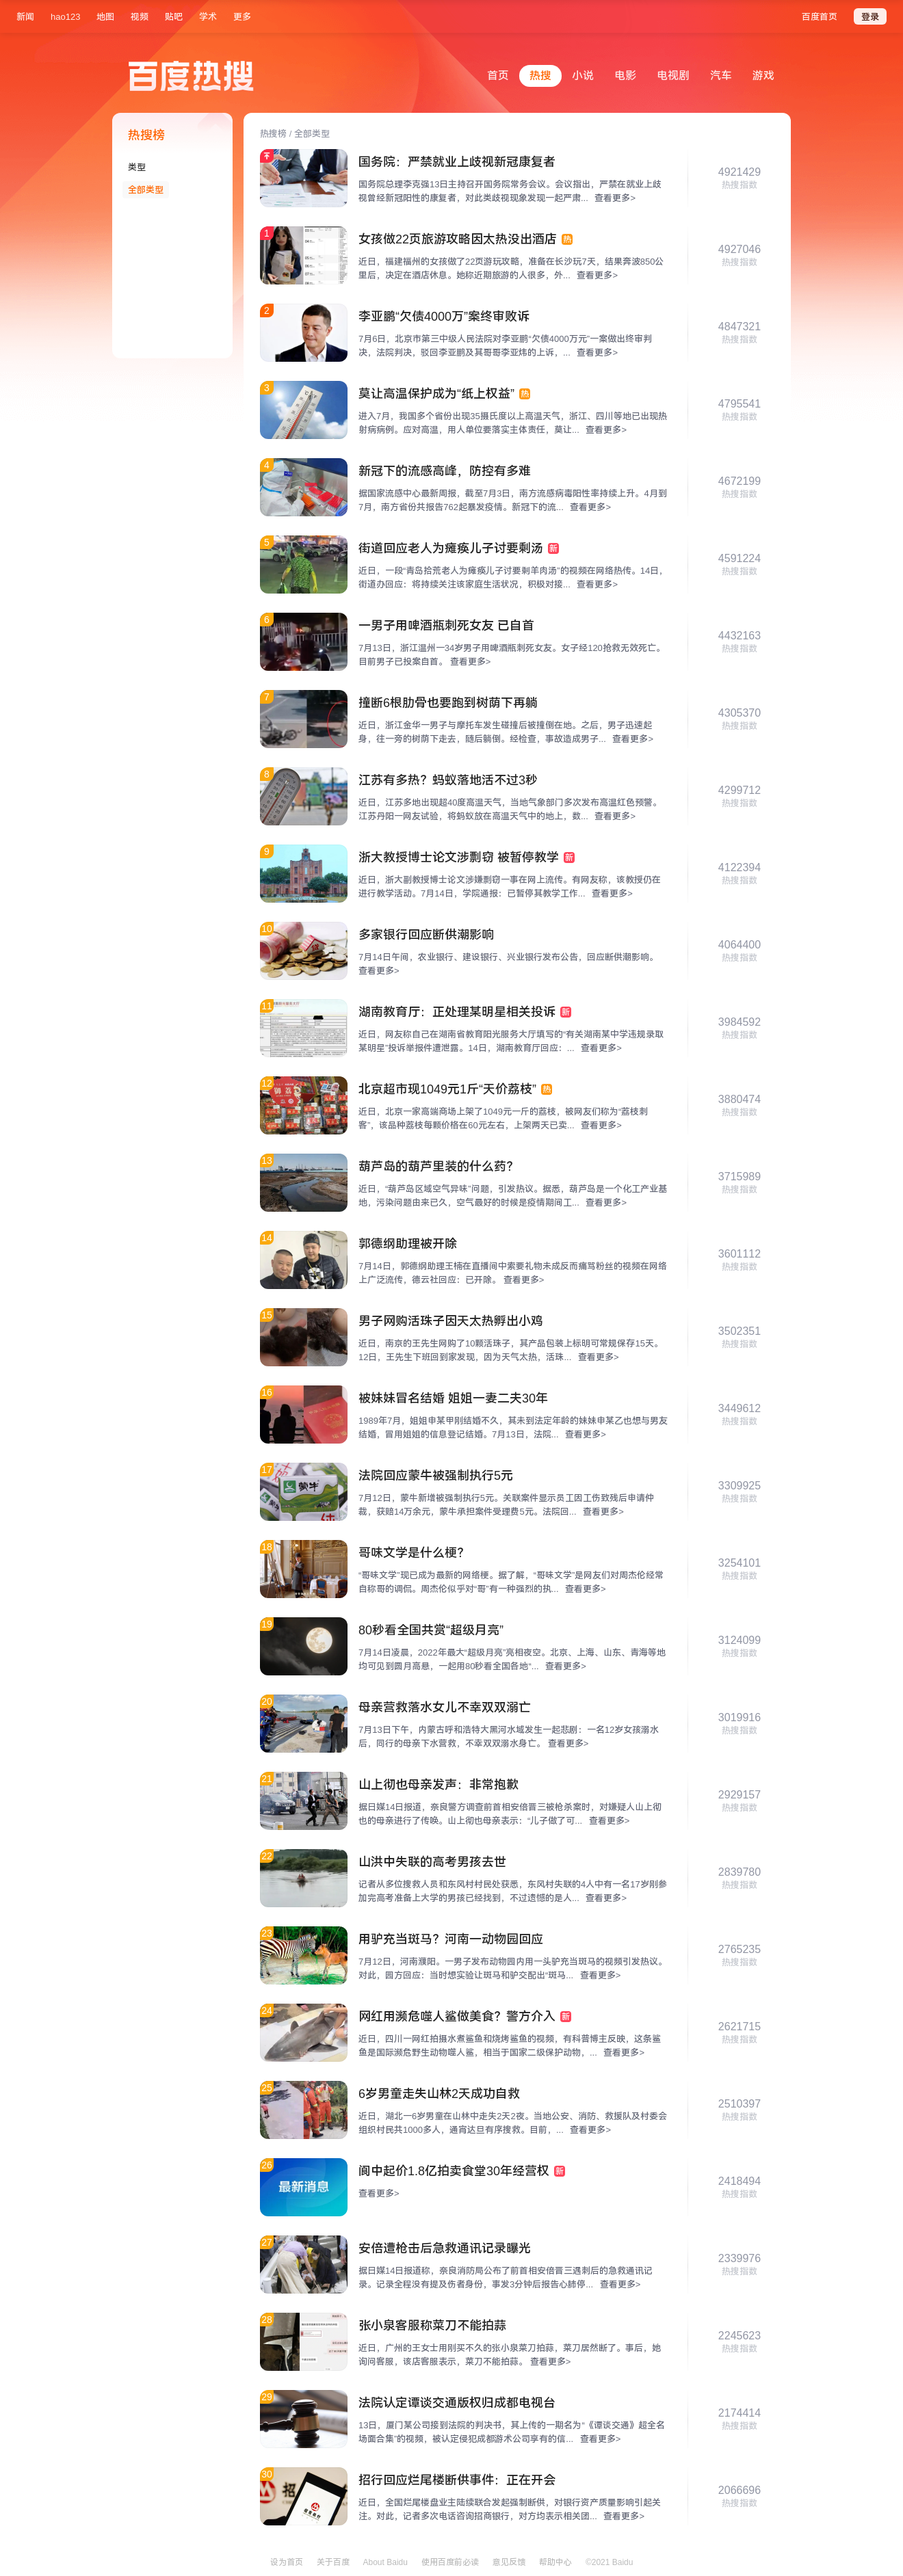 新闻 hao123 地图 视频 贴吧 学术 更多 百度首页 登录
百度热搜
首页 热搜 小说 电影 电视剧 汽车 游戏
热搜榜
类型
全部类型
热搜榜 / 全部类型
国务院：严禁就业上歧视新冠康复者
国务院总理李克强13日主持召开国务院常务会议。会议指出，严禁在就业上歧
视曾经新冠阳性的康复者，对此类歧视现象发现一起严肃... 查看更多>
4921429
热搜指数
1
女孩做22页旅游攻略因太热没出酒店 热
近日，福建福州的女孩做了22页游玩攻略，准备在长沙玩7天，结果奔波850公
里后，决定在酒店休息。她称近期旅游的人很多，外... 查看更多>
4927046
热搜指数
2
李亚鹏“欠债4000万”案终审败诉
7月6日，北京市第三中级人民法院对李亚鹏“欠债4000万元”一案做出终审判
决，法院判决，驳回李亚鹏及其哥哥李亚炜的上诉，... 查看更多>
4847321
热搜指数
3
莫让高温保护成为“纸上权益” 热
进入7月，我国多个省份出现35摄氏度以上高温天气，浙江、四川等地已出现热
射病病例。应对高温，用人单位要落实主体责任，莫让... 查看更多>
4795541
热搜指数
4
新冠下的流感高峰，防控有多难
据国家流感中心最新周报，截至7月3日，南方流感病毒阳性率持续上升。4月到
7月，南方省份共报告762起暴发疫情。新冠下的流... 查看更多>
4672199
热搜指数
5
街道回应老人为瘫痪儿子讨要剩汤 新
近日，一段“青岛拾荒老人为瘫痪儿子讨要剩羊肉汤”的视频在网络热传。14日，
街道办回应：将持续关注该家庭生活状况，积极对接... 查看更多>
4591224
热搜指数
6
一男子用啤酒瓶刺死女友 已自首
7月13日，浙江温州一34岁男子用啤酒瓶刺死女友。女子经120抢救无效死亡。
目前男子已投案自首。 查看更多>
4432163
热搜指数
7
撞断6根肋骨也要跑到树荫下再躺
近日，浙江金华一男子与摩托车发生碰撞后被撞倒在地。之后，男子迅速起
身，往一旁的树荫下走去，随后躺倒。经检查，事故造成男子... 查看更多>
4305370
热搜指数
8
江苏有多热？蚂蚁落地活不过3秒
近日，江苏多地出现超40度高温天气，当地气象部门多次发布高温红色预警。
江苏丹阳一网友试验，将蚂蚁放在高温天气中的地上，数... 查看更多>
4299712
热搜指数
9
浙大教授博士论文涉剽窃 被暂停教学 新
近日，浙大副教授博士论文涉嫌剽窃一事在网上流传。有网友称，该教授仍在
进行教学活动。7月14日，学院通报：已暂停其教学工作... 查看更多>
4122394
热搜指数
10
多家银行回应断供潮影响
7月14日午间，农业银行、建设银行、兴业银行发布公告，回应断供潮影响。
查看更多>
4064400
热搜指数
11
湖南教育厅：正处理某明星相关投诉 新
近日，网友称自己在湖南省教育阳光服务大厅填写的“有关湖南某中学违规录取
某明星”投诉举报件遭泄露。14日，湖南教育厅回应：... 查看更多>
3984592
热搜指数
12
北京超市现1049元1斤“天价荔枝” 热
近日，北京一家高端商场上架了1049元一斤的荔枝，被网友们称为“荔枝刺
客”，该品种荔枝每颗价格在60元左右，上架两天已卖... 查看更多>
3880474
热搜指数
13
葫芦岛的葫芦里装的什么药？
近日，“葫芦岛区域空气异味”问题，引发热议。据悉，葫芦岛是一个化工产业基
地，污染问题由来已久，空气最好的时候是疫情期间工... 查看更多>
3715989
热搜指数
14
郭德纲助理被开除
7月14日，郭德纲助理王楠在直播间中索要礼物未成反而痛骂粉丝的视频在网络
上广泛流传，德云社回应：已开除。 查看更多>
3601112
热搜指数
15
男子网购活珠子因天太热孵出小鸡
近日，南京的王先生网购了10颗活珠子，其产品包装上标明可常规保存15天。
12日，王先生下班回到家发现，因为天气太热，活珠... 查看更多>
3502351
热搜指数
16
被妹妹冒名结婚 姐姐一妻二夫30年
1989年7月，姐姐申某甲刚结婚不久，其未到法定年龄的妹妹申某乙也想与男友
结婚，冒用姐姐的信息登记结婚。7月13日，法院... 查看更多>
3449612
热搜指数
17
蒙牛
法院回应蒙牛被强制执行5元
7月12日，蒙牛新增被强制执行5元。关联案件显示员工因工伤致残后申请仲
裁，获赔14万余元，蒙牛承担案件受理费5元。法院回... 查看更多>
3309925
热搜指数
18
哥味文学是什么梗？
“哥味文学”现已成为最新的网络梗。据了解，“哥味文学”是网友们对周杰伦经常
自称哥的调侃。周杰伦似乎对“哥”有一种强烈的执... 查看更多>
3254101
热搜指数
19
80秒看全国共赏“超级月亮”
7月14日凌晨，2022年最大“超级月亮”亮相夜空。北京、上海、山东、青海等地
均可见到圆月高悬，一起用80秒看全国各地“... 查看更多>
3124099
热搜指数
20
母亲营救落水女儿不幸双双溺亡
7月13日下午，内蒙古呼和浩特大黑河水域发生一起悲剧：一名12岁女孩溺水
后，同行的母亲下水营救，不幸双双溺水身亡。 查看更多>
3019916
热搜指数
21
山上彻也母亲发声：非常抱歉
据日媒14日报道，奈良警方调查前首相安倍晋三被枪杀案时，对嫌疑人山上彻
也的母亲进行了传唤。山上彻也母亲表示：“儿子做了可... 查看更多>
2929157
热搜指数
22
山洪中失联的高考男孩去世
记者从多位搜救人员和东风村村民处获悉，东风村失联的4人中有一名17岁刚参
加完高考准备上大学的男孩已经找到，不过遗憾的是人... 查看更多>
2839780
热搜指数
23
用驴充当斑马？河南一动物园回应
7月12日，河南濮阳。一男子发布动物园内用一头驴充当斑马的视频引发热议。
对此，园方回应：当时想实验让斑马和驴交配出“斑马... 查看更多>
2765235
热搜指数
24
网红用濒危噬人鲨做美食？警方介入 新
近日，四川一网红拍摄水煮鲨鱼和烧烤鲨鱼的视频，有科普博主反映，这条鲨
鱼是国际濒危野生动物噬人鲨，相当于国家二级保护动物，... 查看更多>
2621715
热搜指数
25
6岁男童走失山林2天成功自救
近日，湖北一6岁男童在山林中走失2天2夜。当地公安、消防、救援队及村委会
组织村民共1000多人，通宵达旦有序搜救。目前，... 查看更多>
2510397
热搜指数
26
最新消息
阆中起价1.8亿拍卖食堂30年经营权 新
查看更多>
2418494
热搜指数
27
安倍遭枪击后急救通讯记录曝光
据日媒14日报道称，奈良消防局公布了前首相安倍晋三遇刺后的急救通讯记
录。记录全程没有提及伤者身份，事发3分钟后报告心肺停... 查看更多>
2339976
热搜指数
28
张小泉客服称菜刀不能拍蒜
近日，广州的王女士用刚买不久的张小泉菜刀拍蒜，菜刀居然断了。事后，她
询问客服，该店客服表示，菜刀不能拍蒜。 查看更多>
2245623
热搜指数
29
法院认定谭谈交通版权归成都电视台
13日，厦门某公司接到法院的判决书，其上传的一期名为“《谭谈交通》超全名
场面合集”的视频，被认定侵犯成都游术公司享有的信... 查看更多>
2174414
热搜指数
30
招
招行回应烂尾楼断供事件：正在开会
近日，全国烂尾楼盘业主陆续联合发起强制断供，对银行资产质量影响引起关
注。对此，记者多次电话咨询招商银行，对方均表示相关团... 查看更多>
2066696
热搜指数
设为首页 关于百度 About Baidu 使用百度前必读 意见反馈 帮助中心 ©2021 Baidu